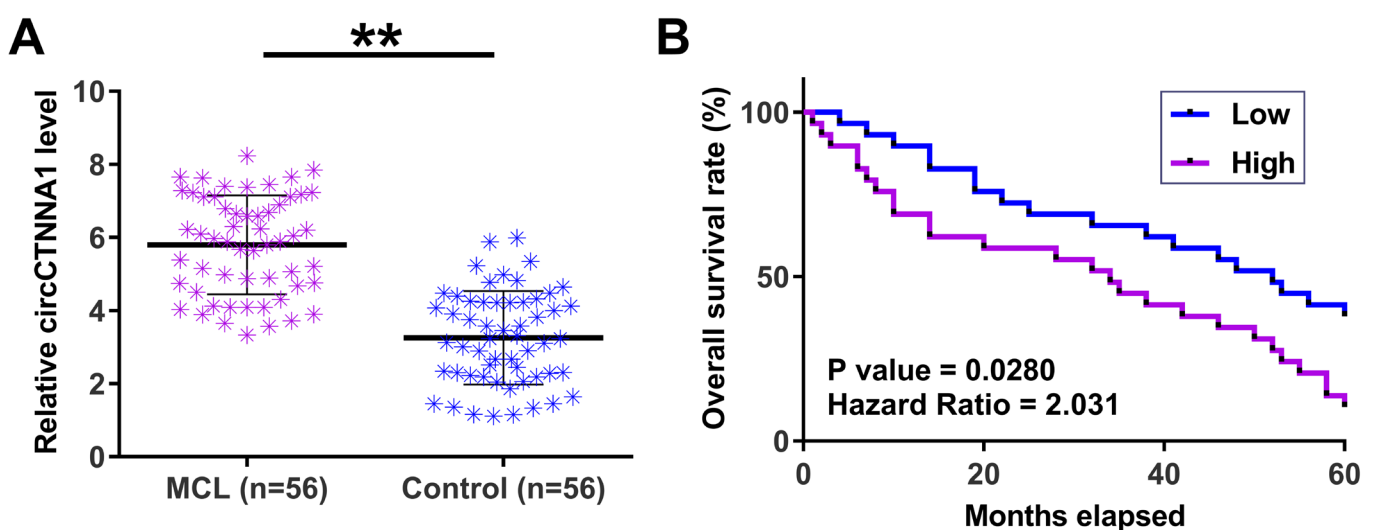 A
**
Relative circCTNNA1 level
10
8
6
4
2
0
MCL (n=56)
Control (n=56)
B
Overall survival rate (%)
100
50
0
Low
High
P value = 0.0280
Hazard Ratio = 2.031
0
20
40
60
Months elapsed